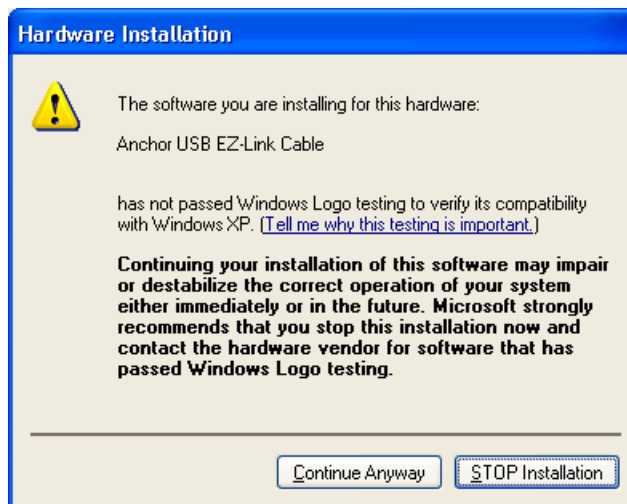 Hardware Installation
The software you are installing for this hardware:
Anchor USB EZ-Link Cable
has not passed Windows Logo testing to verify its compatibility
with Windows XP. (Tell me why this testing is important.)
Continuing your installation of this software may impair
or destabilize the correct operation of your system
either immediately or in the future. Microsoft strongly
recommends that you stop this installation now and
contact the hardware vendor for software that has
passed Windows Logo testing.
Continue Anyway
STOP Installation